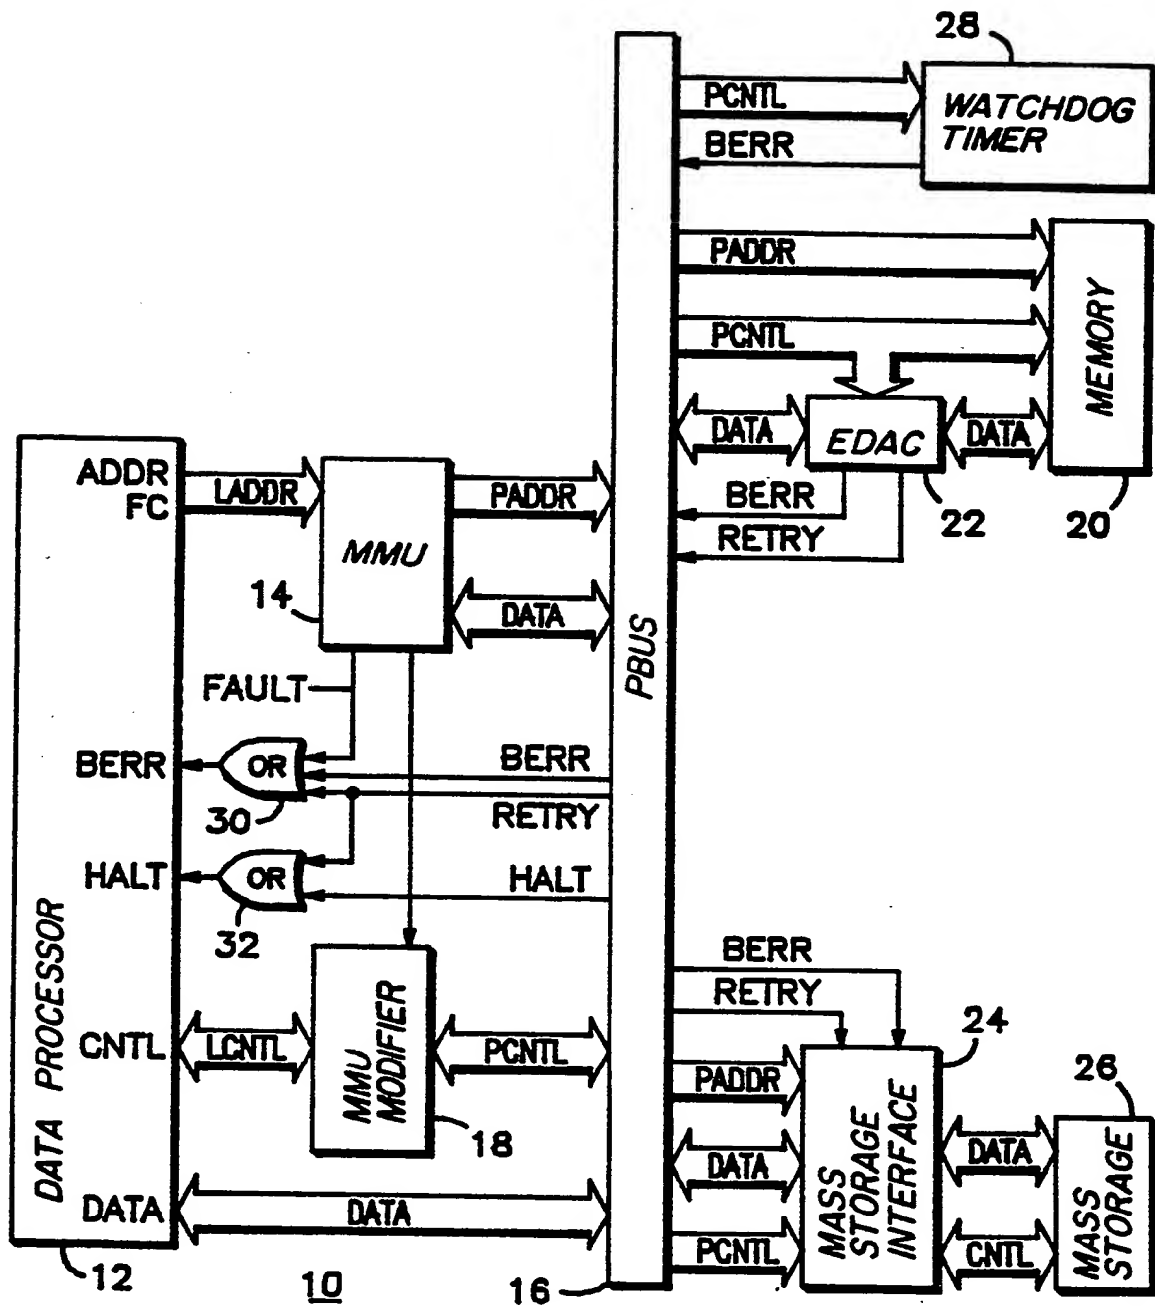 28
WATCHDOG
TIMER
PCNTL
BERR
PADDR
PCNTL
MEMORY
DATA
EDAC
DATA
BERR
RETRY
22
20
ADDR
FC
LADDR
MMU
PADDR
14
DATA
PBUS
FAULT
BERR
OR
BERR
30
RETRY
HALT
OR
HALT
32
DATA PROCESSOR
CNTL
LCNTL
MMU
MODIFIER
PCNTL
18
DATA
DATA
12
10
16
BERR
RETRY
24
PADDR
DATA
PCNTL
MASS
STORAGE
INTERFACE
26
DATA
CNTL
MASS
STORAGE